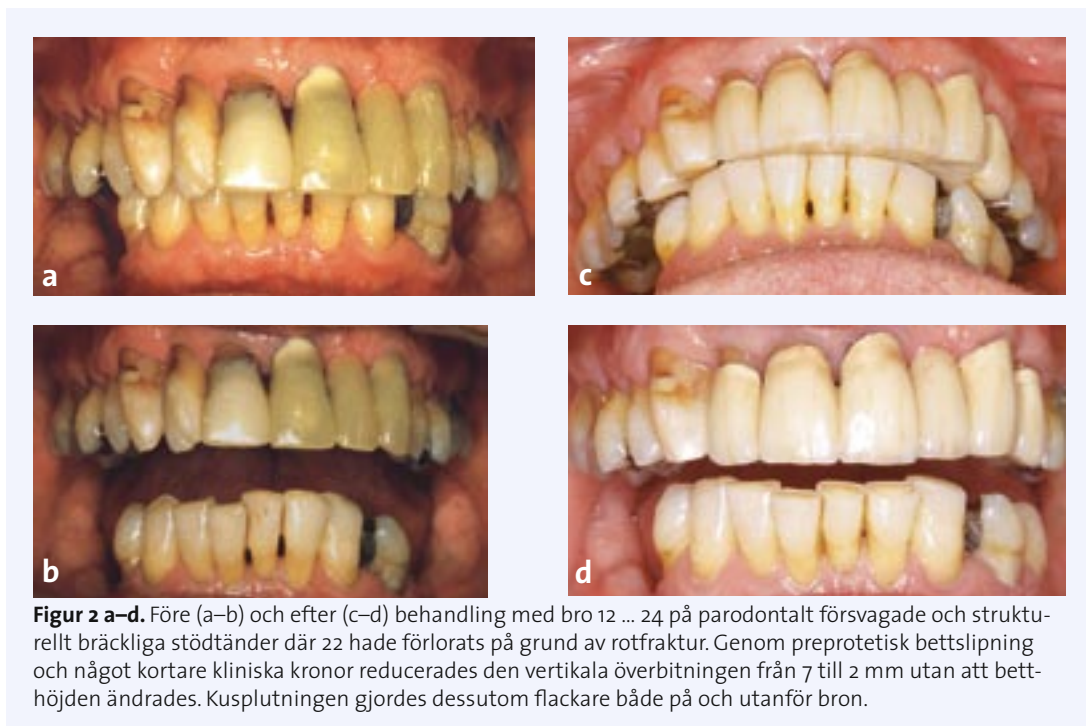 a
c
b
d
Figur 2 a–d. Före (a–b) och efter (c–d) behandling med bro 12 … 24 på parodontalt försvagade och struktu-
rellt bräckliga stödtänder där 22 hade förlorats på grund av rotfraktur. Genom preprotetisk bettslipning
och något kortare kliniska kronor reducerades den vertikala överbitningen från 7 till 2 mm utan att bett-
höjden ändrades. Kusplutningen gjordes dessutom flackare både på och utanför bron.